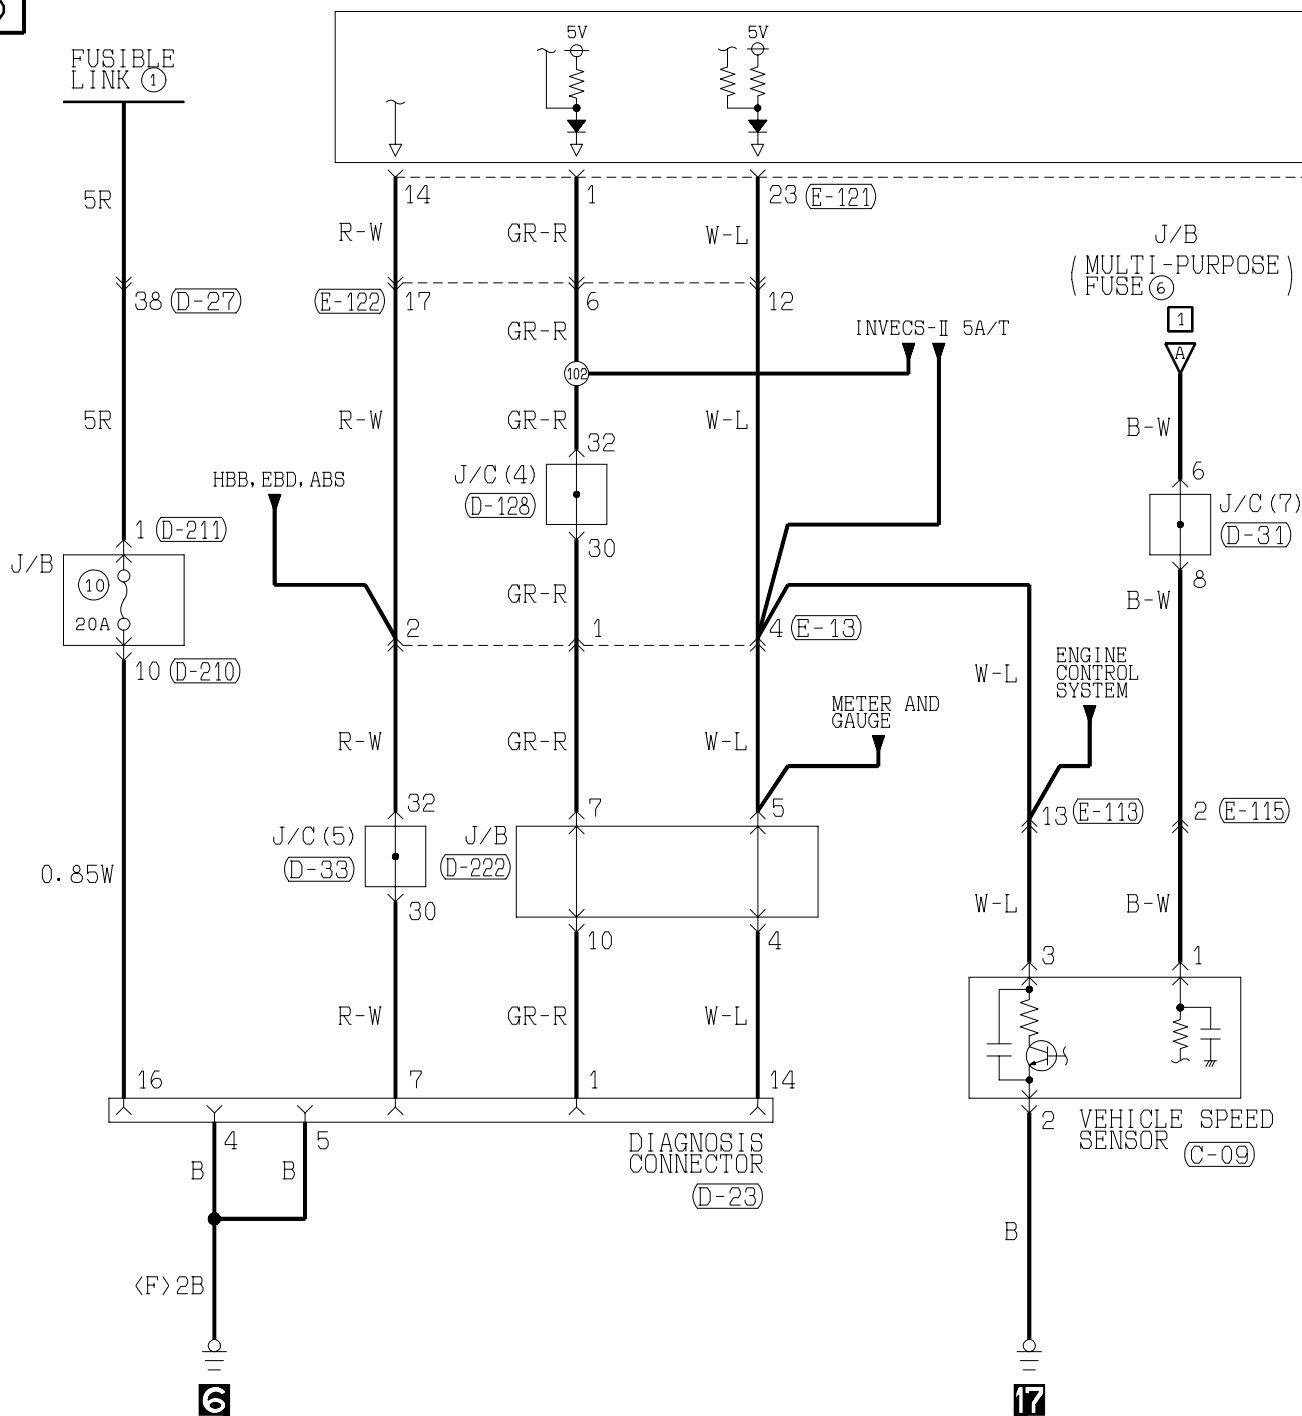 FUSIBLE
LINK 1
5V
5V
5R
14
1
23 (E-121)
R-W
GR-R
W-L
J/B
(MULTI-PURPOSE)
FUSE 6
38 (D-27)
(E-122) 17
6
12
1
INVECS-Ⅱ 5A/T
GR-R
A
102
5R
R-W
GR-R
W-L
B-W
32
J/C(4)
(D-128)
6
J/C(7)
(D-31)
HBB, EBD, ABS
1 (D-211)
30
J/B
10
20A
8
GR-R
B-W
2
1
4 (E-13)
10 (D-210)
W-L
ENGINE
CONTROL
SYSTEM
METER AND
GAUGE
R-W
GR-R
W-L
32
7
5
13 (E-113)
2 (E-115)
J/C(5)
(D-33)
J/B
(D-222)
0.85W
30
10
4
W-L
B-W
3
1
R-W
GR-R
W-L
16
7
1
14
4
5
2
VEHICLE SPEED
SENSOR (C-09)
DIAGNOSIS
CONNECTOR
(D-23)
B
B
B
<F>2B
6
17